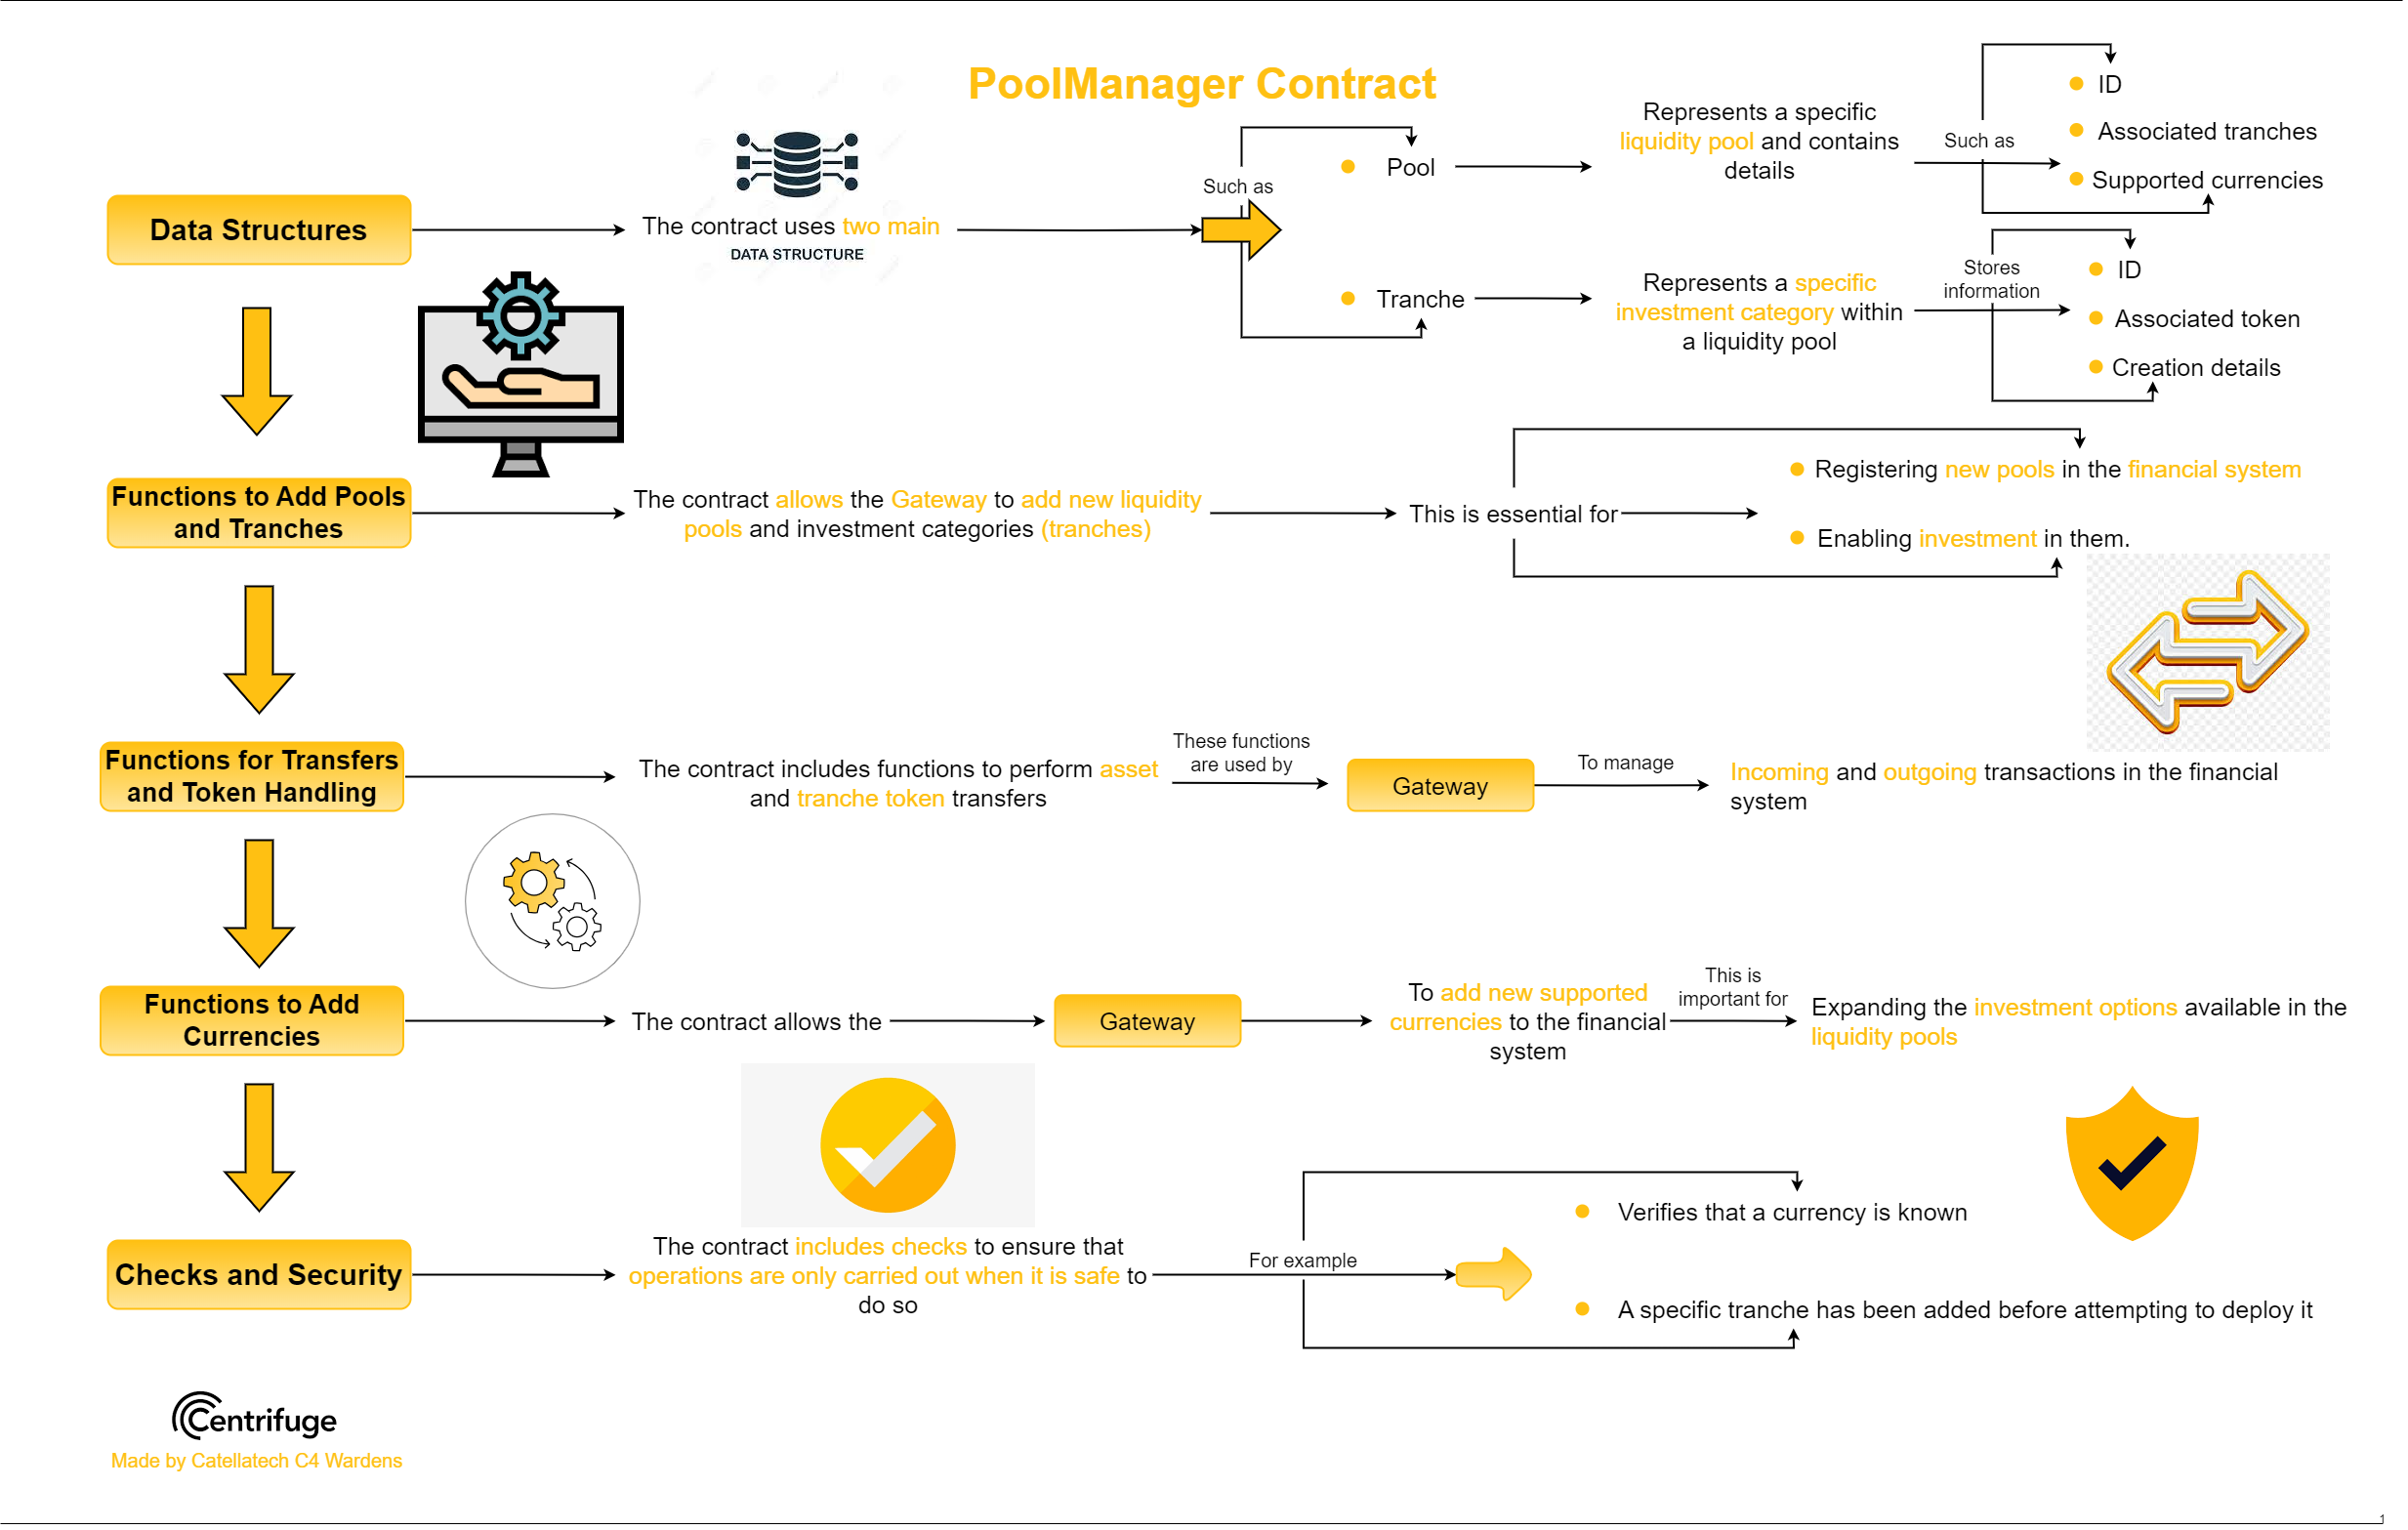 PoolManager Contract
Data Structures
The contract uses two main
DATA STRUCTURE
Such as
Pool
Represents a specific
liquidity pool and contains
details
Such as
ID
Associated tranches
Supported currencies
Tranche
Represents a specific
investment category within
a liquidity pool
Stores
information
ID
Associated token
Creation details
Functions to Add Pools
and Tranches
The contract allows the Gateway to add new liquidity
pools and investment categories (tranches)
This is essential for
Registering new pools in the financial system
Enabling investment in them.
Functions for Transfers
and Token Handling
The contract includes functions to perform asset
and tranche token transfers
These functions
are used by
Gateway
To manage
Incoming and outgoing transactions in the financial
system
Functions to Add
Currencies
The contract allows the
Gateway
To add new supported
currencies to the financial
system
This is
important for
Expanding the investment options available in the
liquidity pools
Checks and Security
The contract includes checks to ensure that
operations are only carried out when it is safe to
do so
For example
Verifies that a currency is known
A specific tranche has been added before attempting to deploy it
Centrifuge
Made by Catellatech C4 Wardens
1